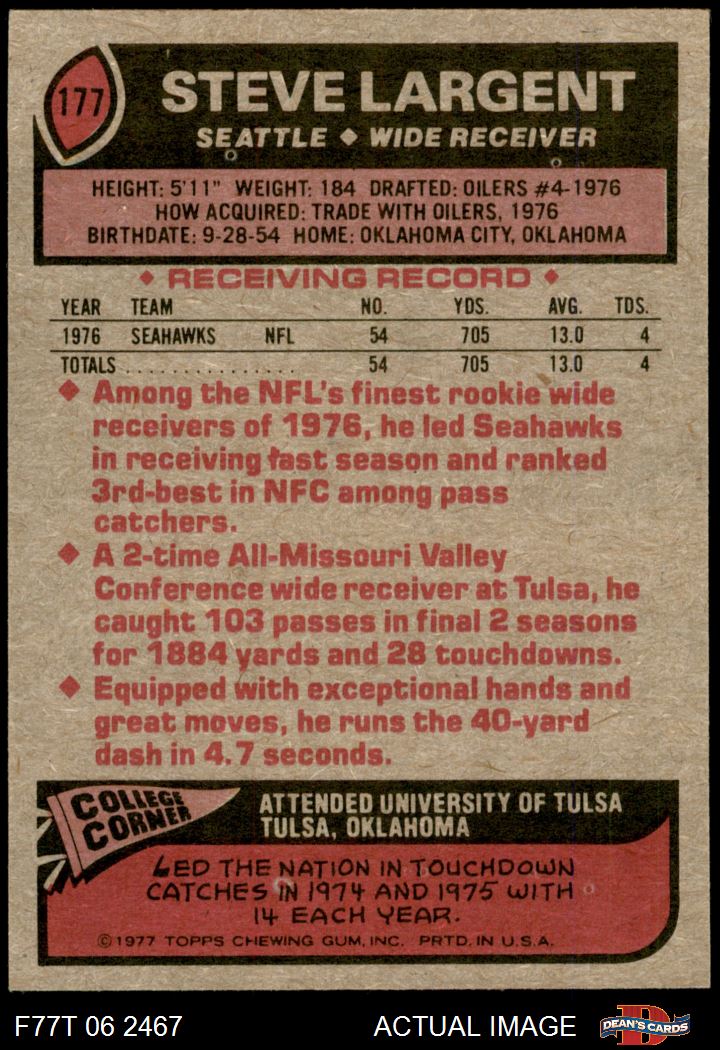 177
STEVE LARGENT
SEATTLE ◆ WIDE RECEIVER
HEIGHT: 5'11" WEIGHT: 184 DRAFTED: OILERS #4-1976
HOW ACQUIRED: TRADE WITH OILERS, 1976
BIRTHDATE: 9-28-54 HOME: OKLAHOMA CITY, OKLAHOMA
◆ RECEIVING RECORD ◆
YEAR TEAM NO. YDS. AVG. TDS.
1976 SEAHAWKS NFL 54 705 13.0 4
TOTALS . . . . . . . . . . . . . . . 54 705 13.0 4
◆ Among the NFL's finest rookie wide
receivers of 1976, he led Seahawks
in receiving last season and ranked
3rd-best in NFC among pass
catchers.
◆ A 2-time All-Missouri Valley
Conference wide receiver at Tulsa, he
caught 103 passes in final 2 seasons
for 1884 yards and 28 touchdowns.
◆ Equipped with exceptional hands and
great moves, he runs the 40-yard
dash in 4.7 seconds.
COLLEGE
CORNER
ATTENDED UNIVERSITY OF TULSA
TULSA, OKLAHOMA
LED THE NATION IN TOUCHDOWN
CATCHES IN 1974 AND 1975 WITH
14 EACH YEAR.
©1977 TOPPS CHEWING GUM, INC. PRTD. IN U.S.A.
F77T 06 2467 ACTUAL IMAGE
D
DEAN'S CARDS